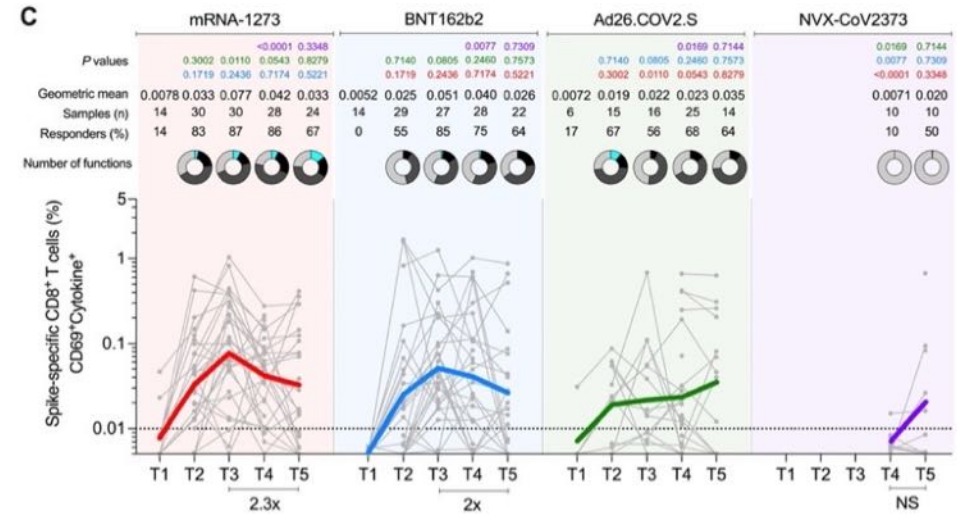 C
mRNA-1273 BNT162b2 Ad26.COV2.S NVX-CoV2373
<0.0001 0.3348 0.0077 0.7309 0.0169 0.7144 0.0169 0.7144
P values 0.3002 0.0110 0.0543 0.8279 0.7140 0.0805 0.2460 0.7573 0.7140 0.0805 0.2460 0.7573 0.0077 0.7309
0.1719 0.2436 0.7174 0.5221 0.1719 0.2436 0.7174 0.5221 0.3002 0.0110 0.0543 0.8279 <0.0001 0.3348
Geometric mean 0.0078 0.033 0.077 0.042 0.033 0.0052 0.025 0.051 0.040 0.026 0.0072 0.019 0.022 0.023 0.035 0.0071 0.020
Samples (n) 14 30 30 28 24 14 29 27 28 22 6 15 16 25 14 10 10
Responders (%) 14 83 87 86 67 0 55 85 75 64 17 67 56 68 64 10 50
Number of functions
Spike-specific CD8+ T cells (%)
CD69+Cytokine+
5
1
0.1
0.01
T1 T2 T3 T4 T5 T1 T2 T3 T4 T5 T1 T2 T3 T4 T5 T1 T2 T3 T4 T5
2.3x 2x NS